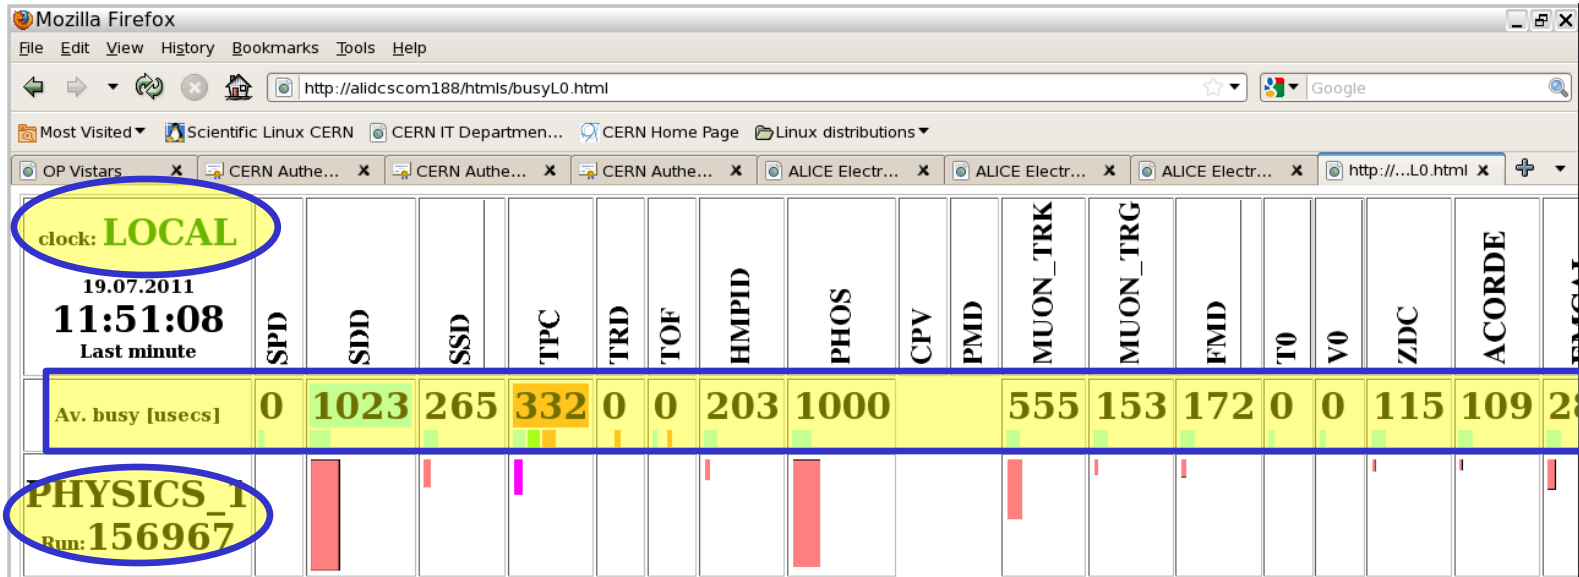 Mozilla Firefox
File Edit View History Bookmarks Tools Help
http://alidcscom188/htmls/busyL0.html
Google
Most Visited Scientific Linux CERN CERN IT Departmen... CERN Home Page Linux distributions
OP Vistars CERN Authe... CERN Authe... CERN Authe... ALICE Electr... ALICE Electr... ALICE Electr... http://...L0.html
clock: LOCAL
19.07.2011
11:51:08
Last minute
SPD SDD SSD TPC TRD TOF HMPID PHOS CPV PMD MUON_TRK MUON_TRG FMD T0 V0 ZDC ACORDE
Av. busy [usecs] 0 1023 265 332 0 0 203 1000 555 153 172 0 0 115 109
PHYSICS_1
Run: 156967